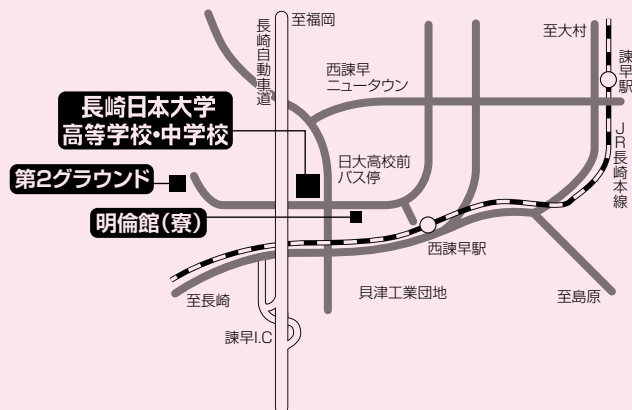 至福岡
長崎自動車道
至大村
諫早駅
西諫早
ニュータウン
長崎日本大学
高等学校・中学校
JR長崎本線
日大高校前
バス停
第2グラウンド
明倫館（寮）
西諫早駅
貝津工業団地
至長崎
至島原
諫早I.C